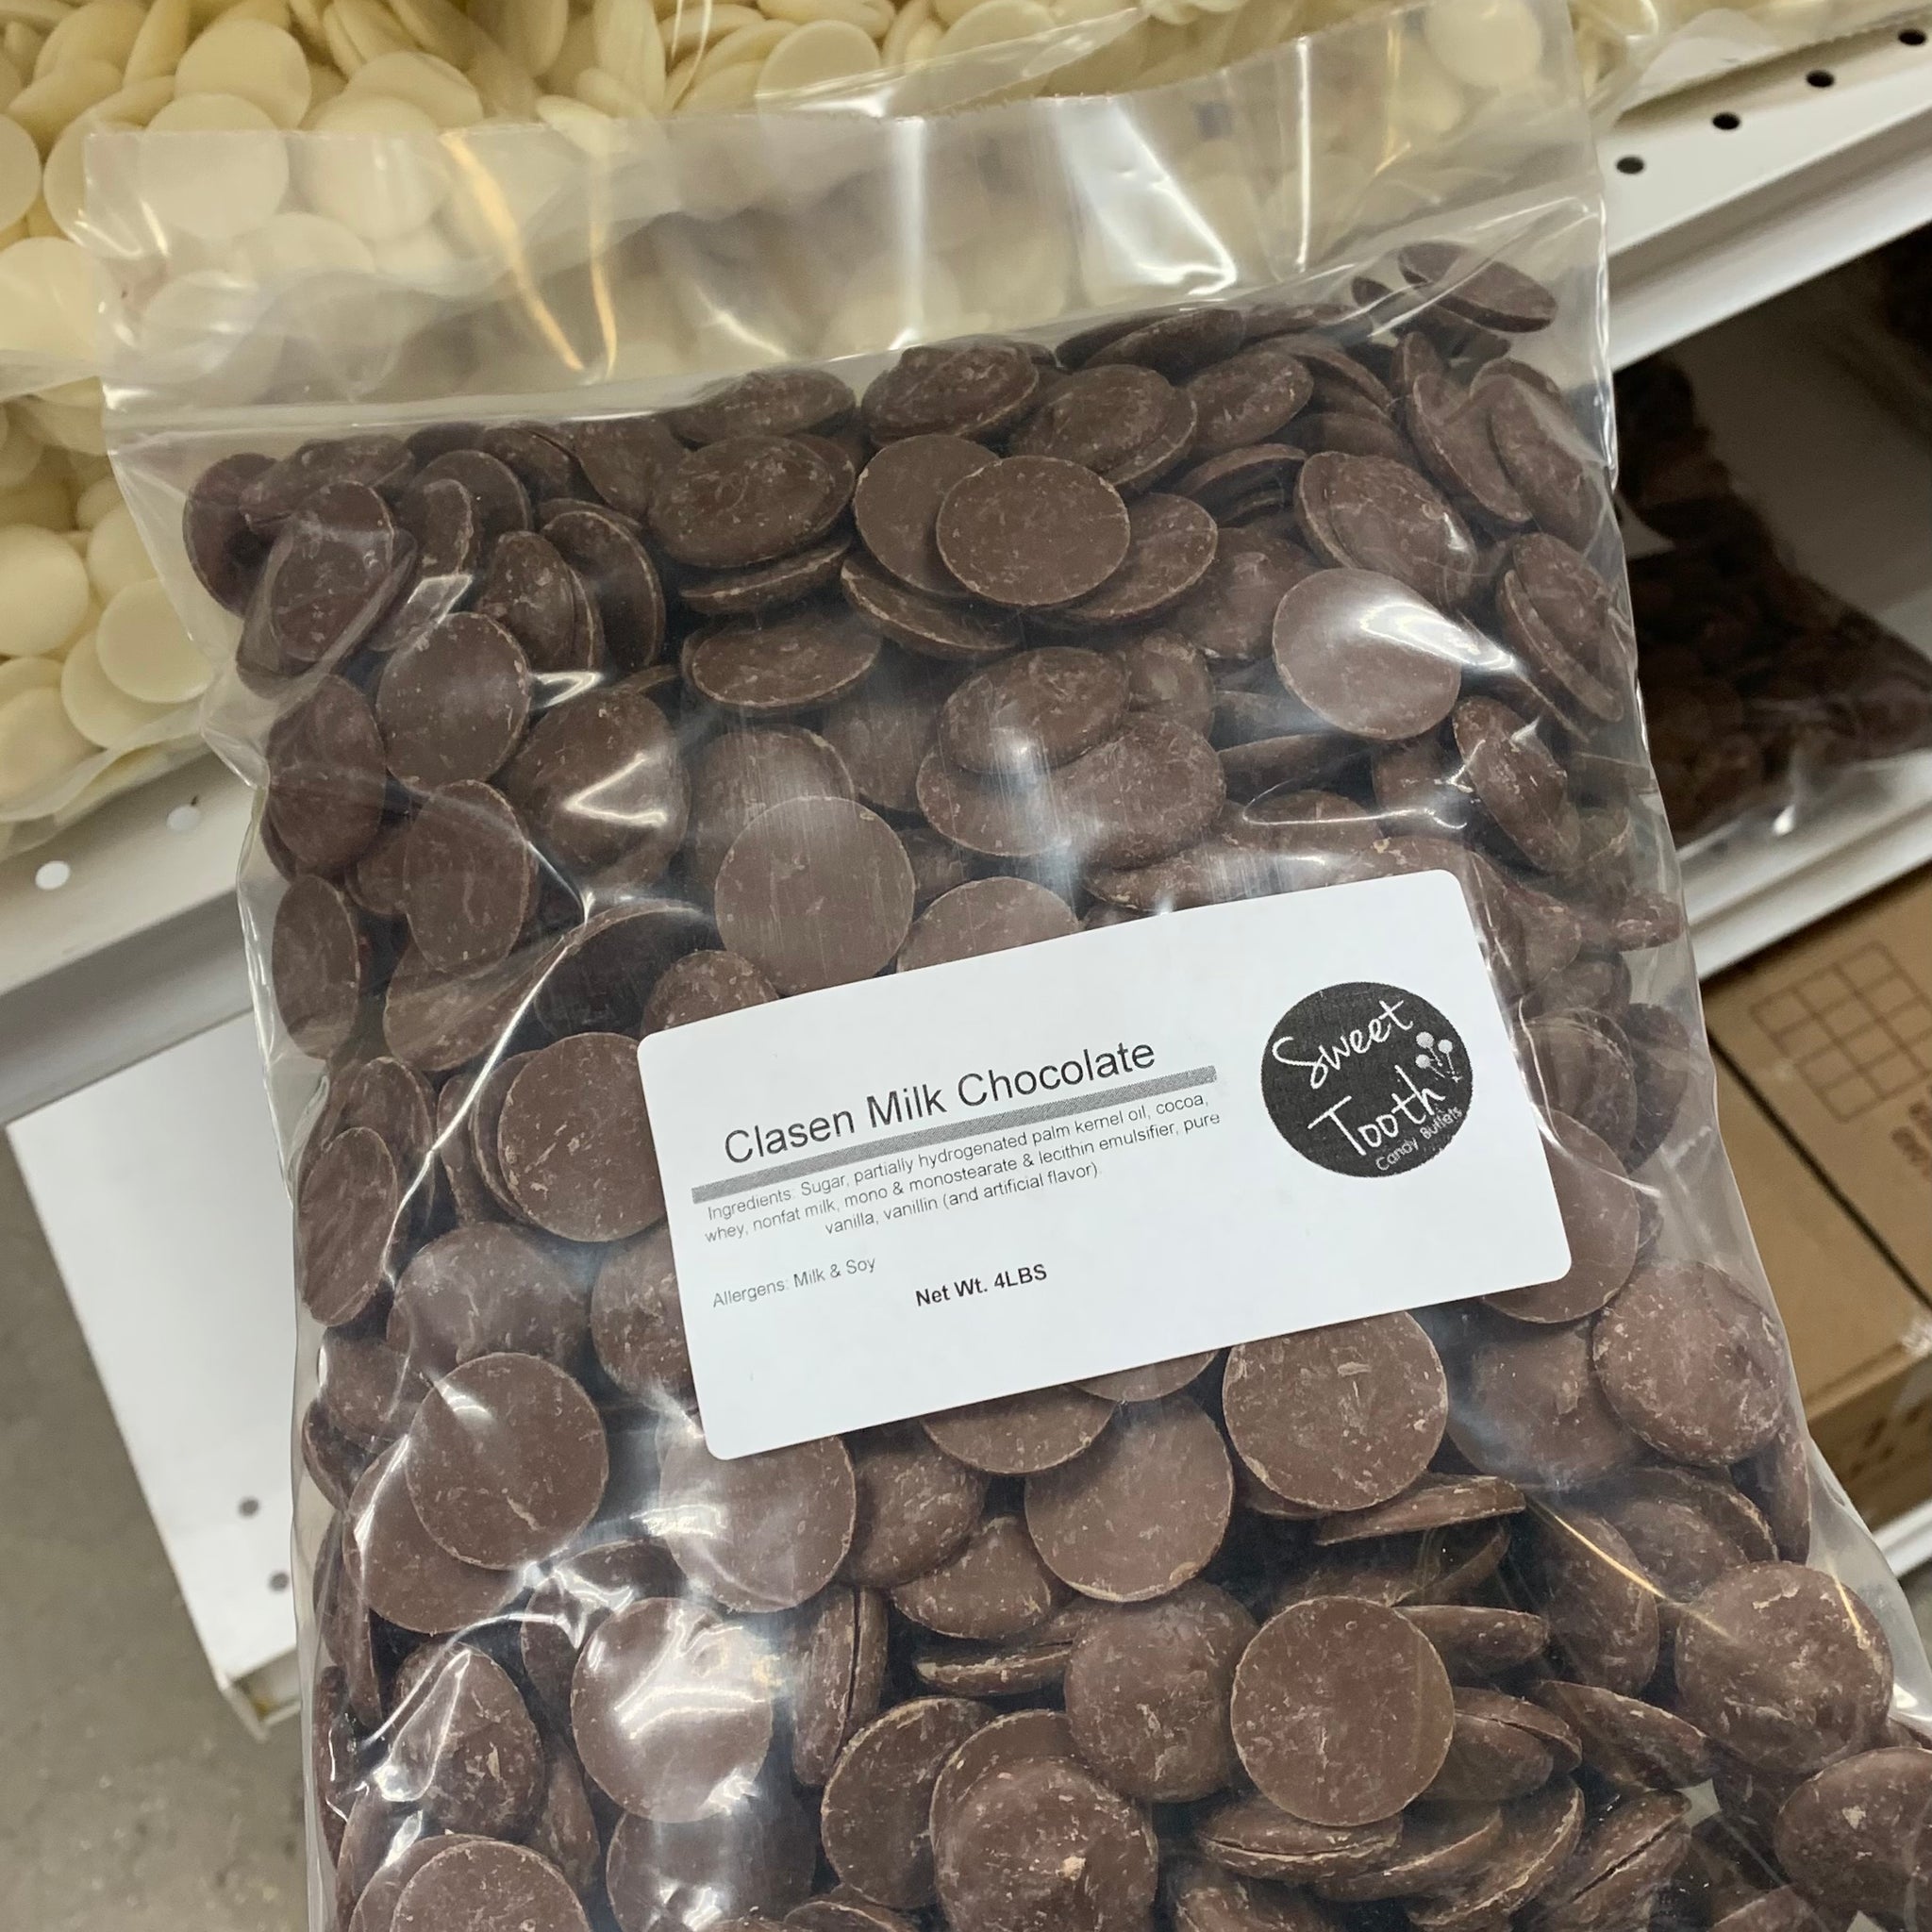 Clasen Milk Chocolate
Ingredients: Sugar, partially hydrogenated palm kernel oil, cocoa,
whey, nonfat milk, mono & monostearate & lecithin emulsifier, pure
vanilla, vanillin (and artificial flavor).
Allergens: Milk & Soy
Net Wt. 4LBS
Sweet
Tooth
Candy Buffets